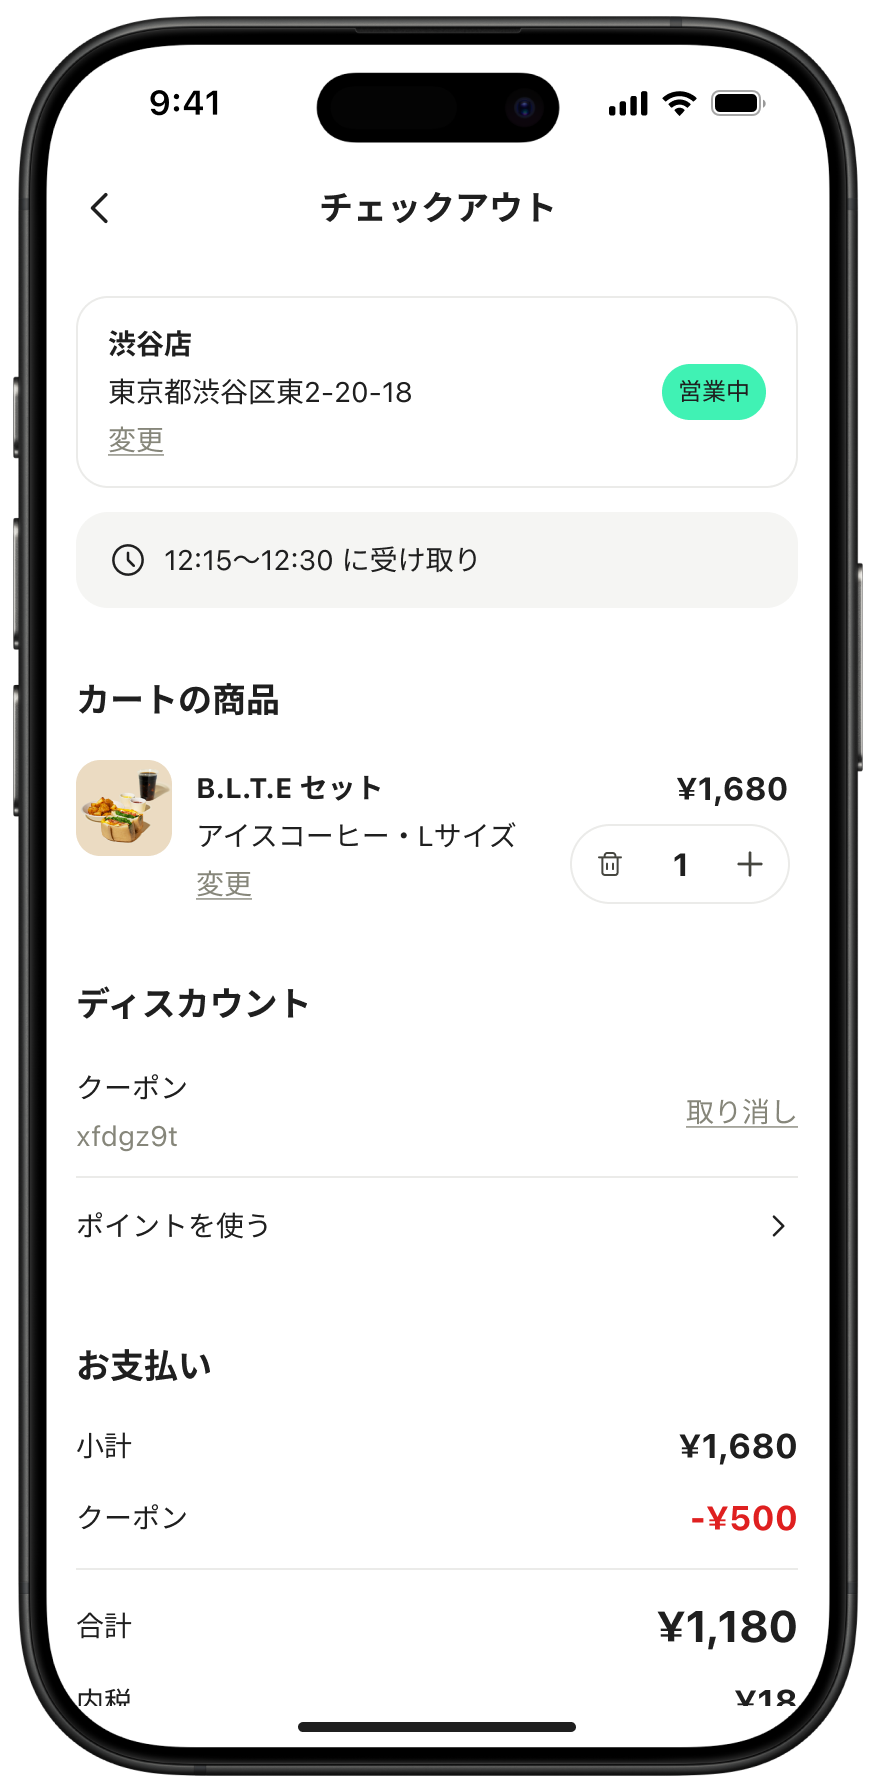 9:41
チェックアウト
渋谷店
東京都渋谷区東2-20-18
営業中
変更
12:15〜12:30 に受け取り
カートの商品
B.L.T.E セット
¥1,680
アイスコーヒー・Lサイズ
1
変更
ディスカウント
クーポン
xfdgz9t
取り消し
ポイントを使う
お支払い
小計
¥1,680
クーポン
-¥500
合計
¥1,180
内税
¥18